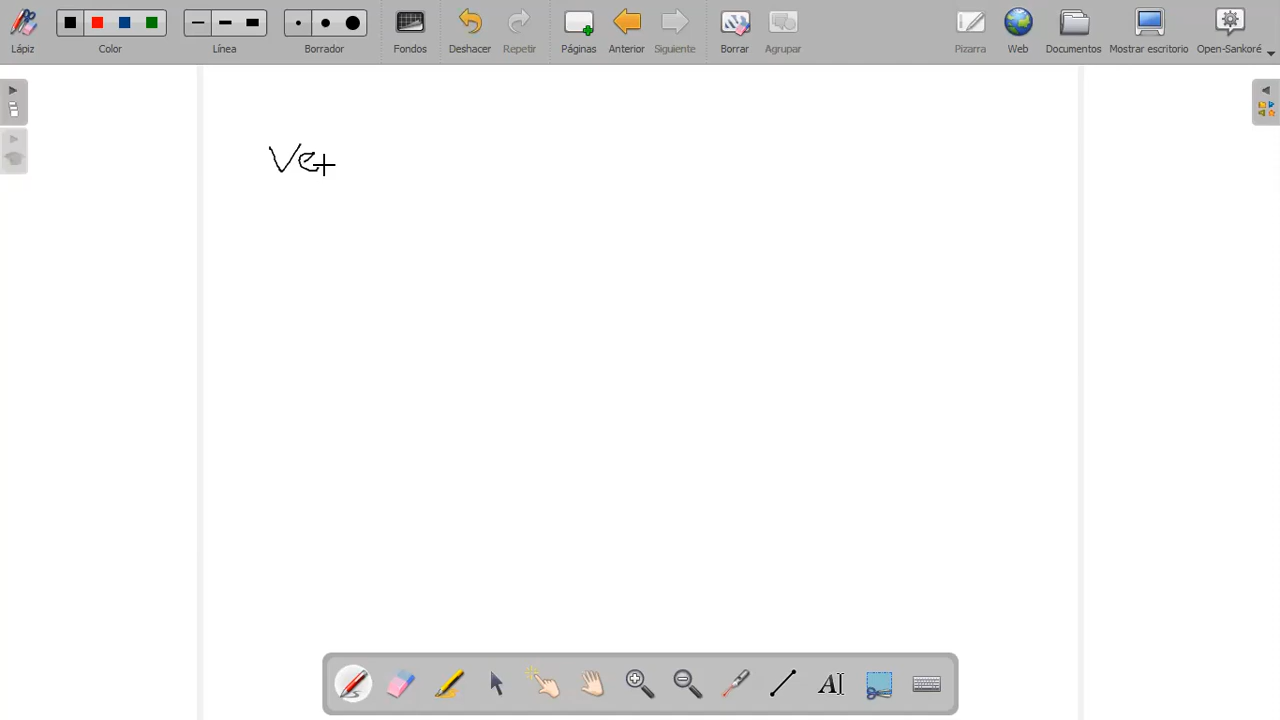 Lápiz Color Línea Borrador Fondos Deshacer Repetir Páginas Anterior Siguiente Borrar Agrupar Pizarra Web Documentos Mostrar escritorio Open-Sankoré
Ve
A